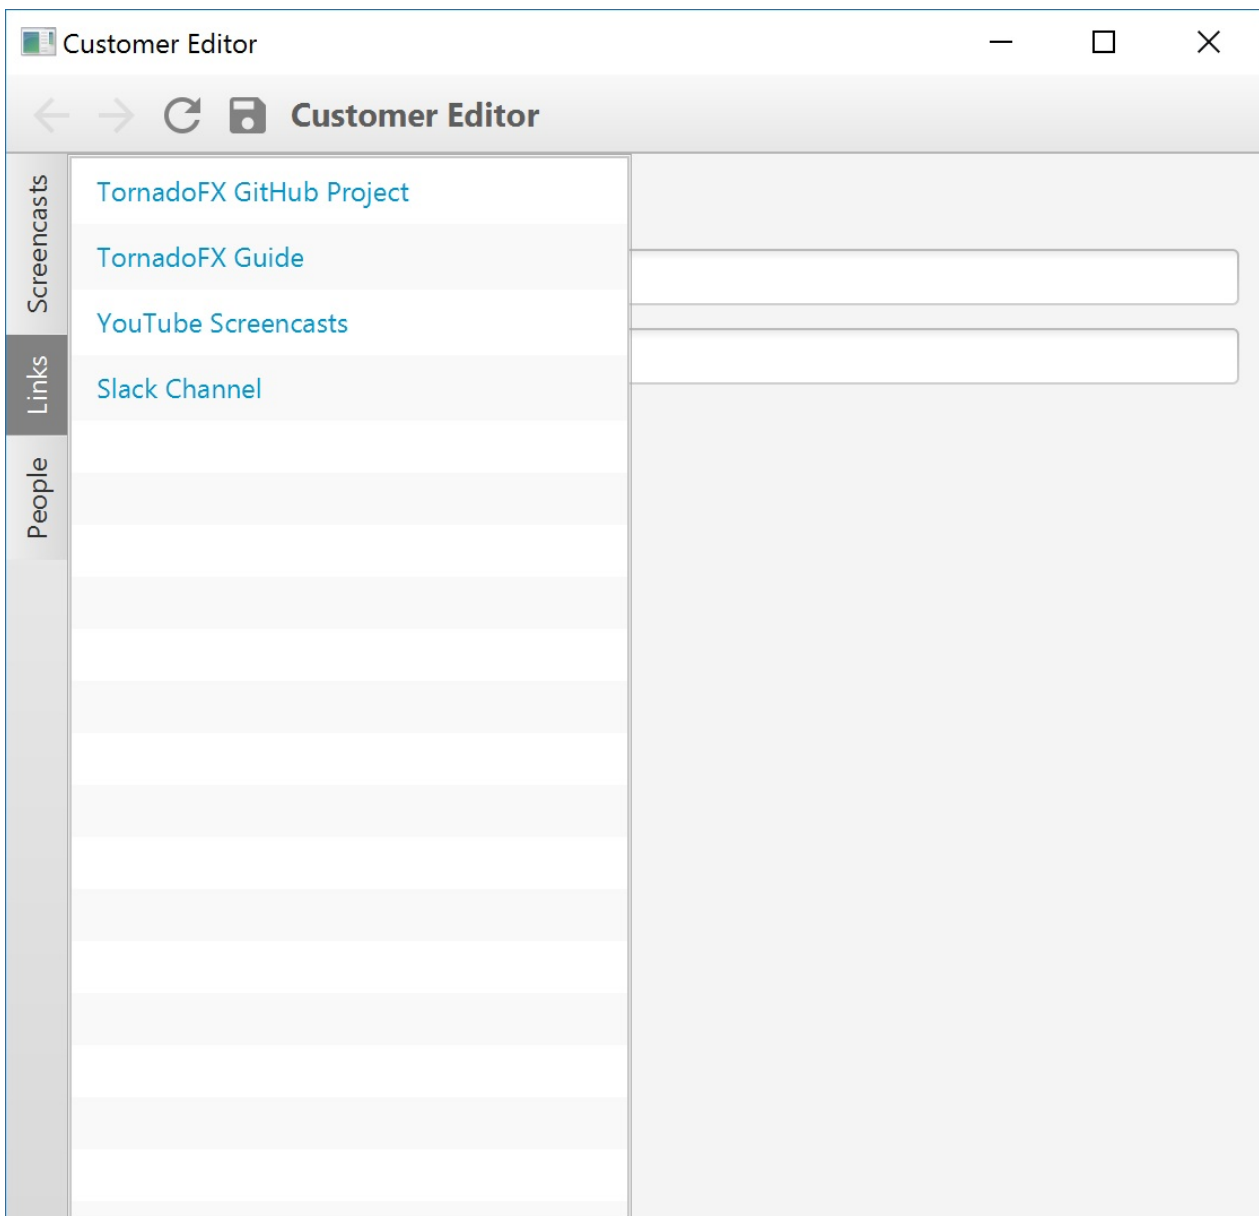 Customer Editor
Customer Editor
Screencasts
Links
People
TornadoFX GitHub Project
TornadoFX Guide
YouTube Screencasts
Slack Channel